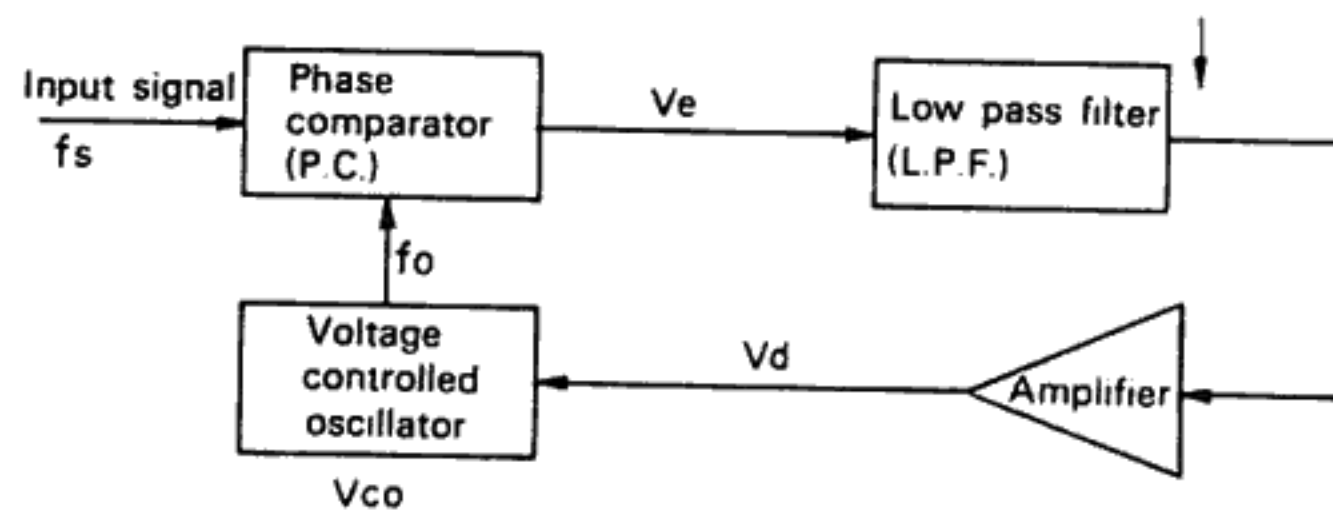 Input signal
fs
Phase
comparator
(P.C.)
Ve
Low pass filter
(L.P.F.)
fo
Voltage
controlled
oscillator
Vco
Vd
Amplifier